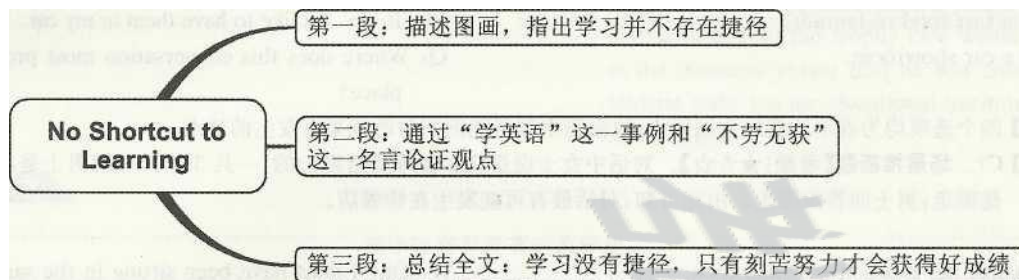 第一段：描述图画，指出学习并不存在捷径
No Shortcut to
Learning
第二段：通过“学英语”这一事例和“不劳无获”
这一名言论证观点
第三段：总结全文：学习没有捷径，只有刻苦努力才会获得好成绩